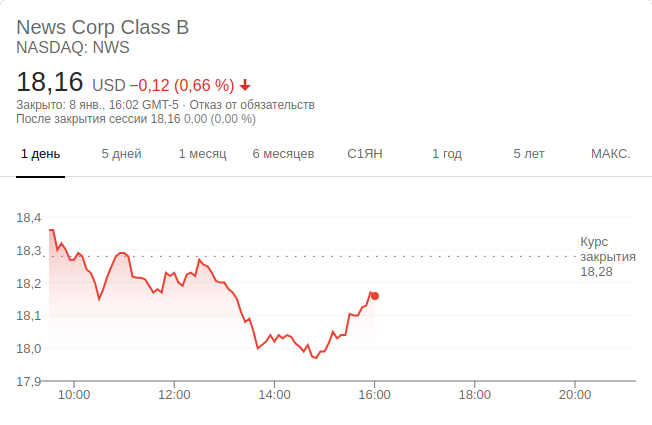 News Corp Class B
NASDAQ: NWS
18,16 USD −0,12 (0,66 %)
Закрыто: 8 янв., 16:02 GMT-5 · Отказ от обязательств
После закрытия сессии 18,16 0,00 (0,00 %)
1 день 5 дней 1 месяц 6 месяцев С1ЯН 1 год 5 лет МАКС.
18,4
18,3
18,2
18,1
18,0
17,9
Курс
закрытия
18,28
10:00 12:00 14:00 16:00 18:00 20:00